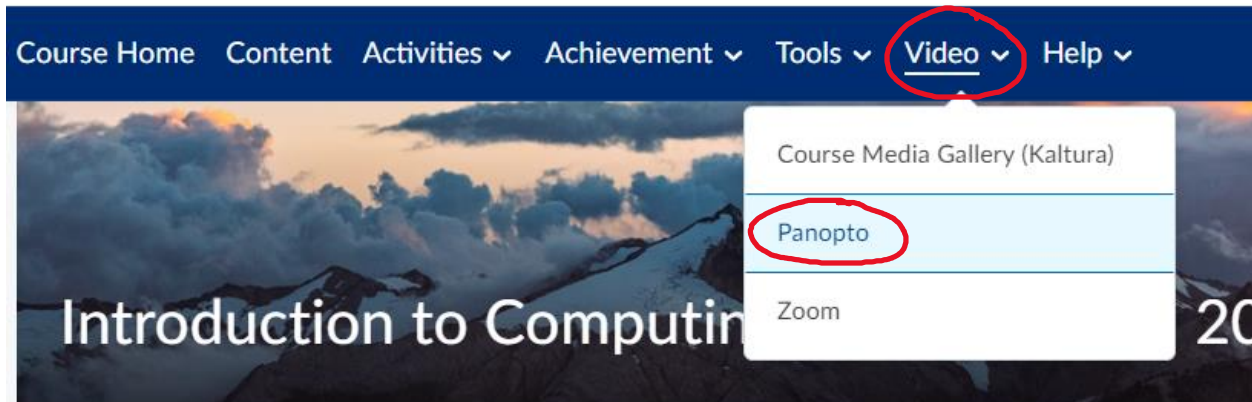 Course Home Content Activities Achievement Tools Video Help
Course Media Gallery (Kaltura)
Panopto
Zoom
Introduction to Computin 20